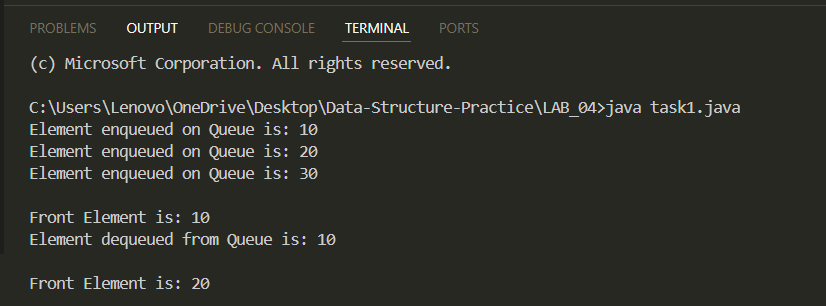 PROBLEMS OUTPUT DEBUG CONSOLE TERMINAL PORTS
(c) Microsoft Corporation. All rights reserved.
C:\Users\Lenovo\OneDrive\Desktop\Data-Structure-Practice\LAB_04>java task1.java
Element enqueued on Queue is: 10
Element enqueued on Queue is: 20
Element enqueued on Queue is: 30
Front Element is: 10
Element dequeued from Queue is: 10
Front Element is: 20